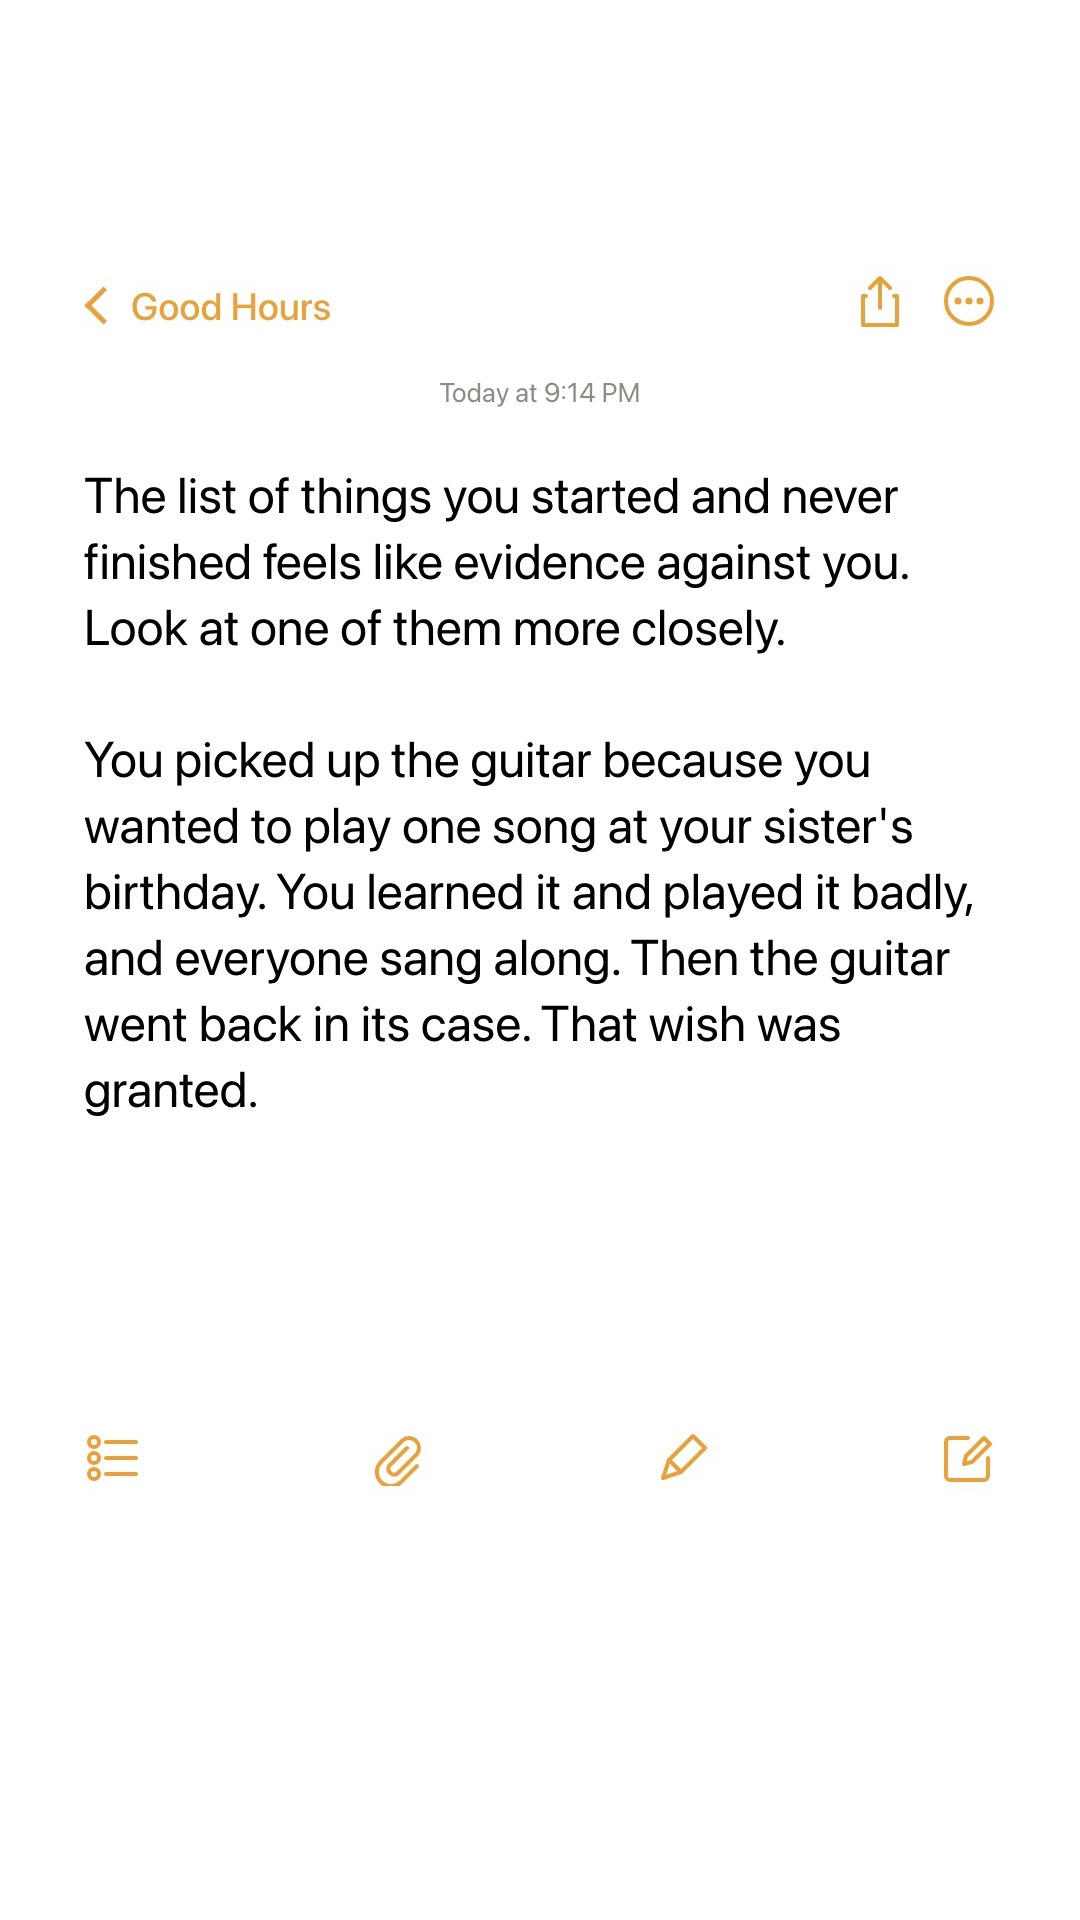 Good Hours
Today at 9:14 PM
The list of things you started and never
finished feels like evidence against you.
Look at one of them more closely.
You picked up the guitar because you
wanted to play one song at your sister's
birthday. You learned it and played it badly,
and everyone sang along. Then the guitar
went back in its case. That wish was
granted.